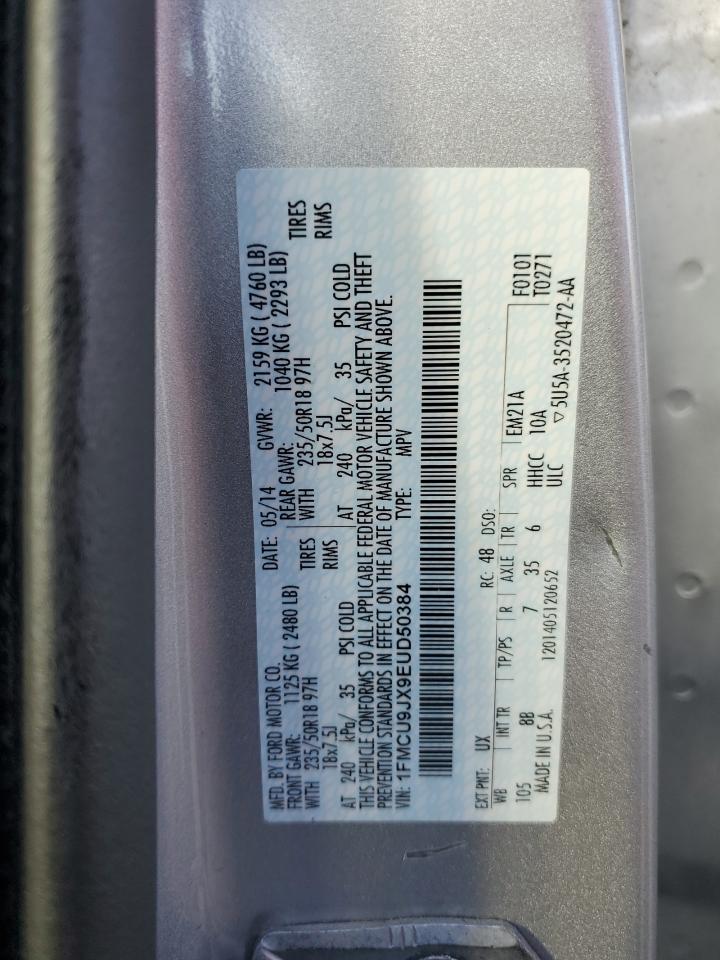 MFD. BY FORD MOTOR CO. DATE: 05/14 GVWR: 2159 KG ( 4760 LB)
FRONT GAWR: 1125 KG ( 2480 LB) REAR GAWR: 1040 KG ( 2293 LB)
WITH 235/50R18 97H TIRES WITH 235/50R18 97H TIRES
18x7.5J RIMS 18x7.5J RIMS
AT 240 kPa/ 35 PSI COLD AT 240 kPa/ 35 PSI COLD
THIS VEHICLE CONFORMS TO ALL APPLICABLE FEDERAL MOTOR VEHICLE SAFETY AND THEFT
PREVENTION STANDARDS IN EFFECT ON THE DATE OF MANUFACTURE SHOWN ABOVE.
VIN: 1FMCU9JX9EUD50384 TYPE: MPV
EXT PNT: UX RC: 48 DSO:
WB INT TR TP/PS R AXLE TR SPR EM21A F0101
105 8B 7 35 6 HHCC 10A T0271
ULC
MADE IN U.S.A. 1201405120652 ▽5U5A-3520472-AA